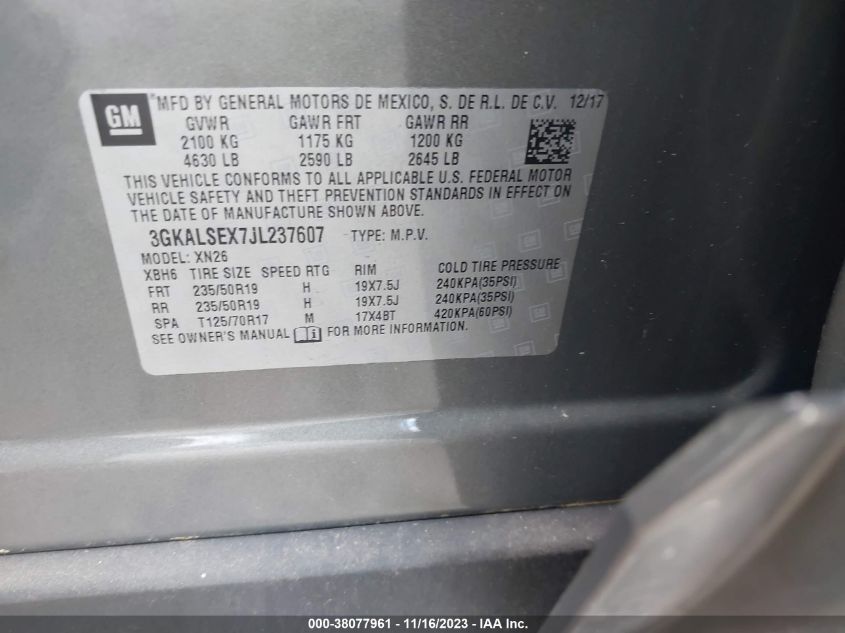 GM
*MFD BY GENERAL MOTORS DE MEXICO, S. DE R.L. DE C.V. 12/17
GVWR GAWR FRT GAWR RR
2100 KG 1175 KG 1200 KG
4630 LB 2590 LB 2645 LB
THIS VEHICLE CONFORMS TO ALL APPLICABLE U.S. FEDERAL MOTOR
VEHICLE SAFETY AND THEFT PREVENTION STANDARDS IN EFFECT ON
THE DATE OF MANUFACTURE SHOWN ABOVE.
3GKALSEX7JL237607 TYPE: M.P.V.
MODEL: XN26
XBH6 TIRE SIZE SPEED RTG RIM COLD TIRE PRESSURE
FRT 235/50R19 H 19X7.5J 240KPA(35PSI)
RR 235/50R19 H 19X7.5J 240KPA(35PSI)
SPA T125/70R17 M 17X4BT 420KPA(60PSI)
SEE OWNER'S MANUAL FOR MORE INFORMATION.
000-38077961 - 11/16/2023 - IAA Inc.